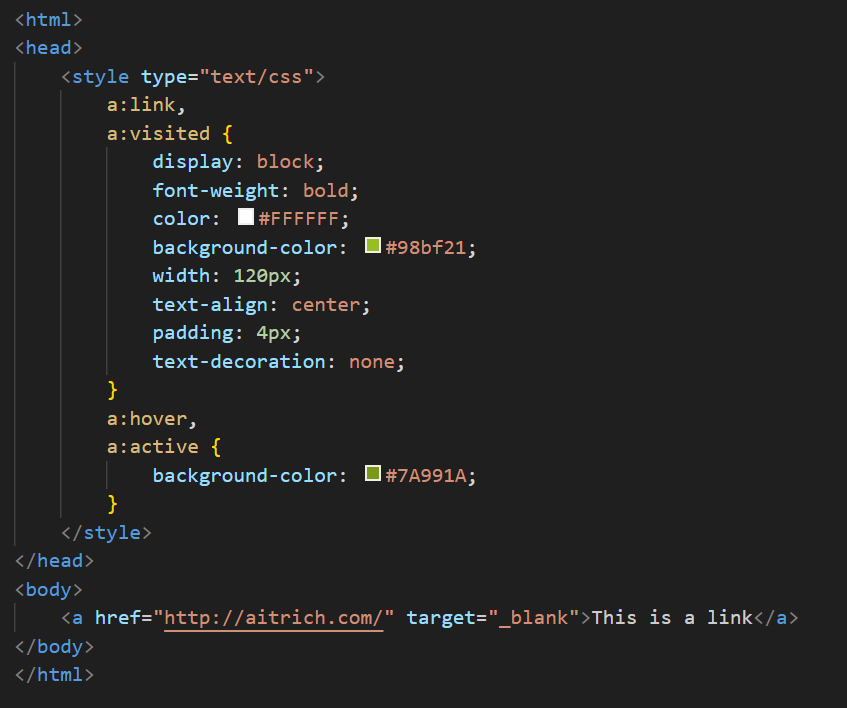 <html>
<head>
    <style type="text/css">
        a:link,
        a:visited {
            display: block;
            font-weight: bold;
            color: #FFFFFF;
            background-color: #98bf21;
            width: 120px;
            text-align: center;
            padding: 4px;
            text-decoration: none;
        }
        a:hover,
        a:active {
            background-color: #7A991A;
        }
    </style>
</head>
<body>
    <a href="http://aitrich.com/" target="_blank">This is a link</a>
</body>
</html>